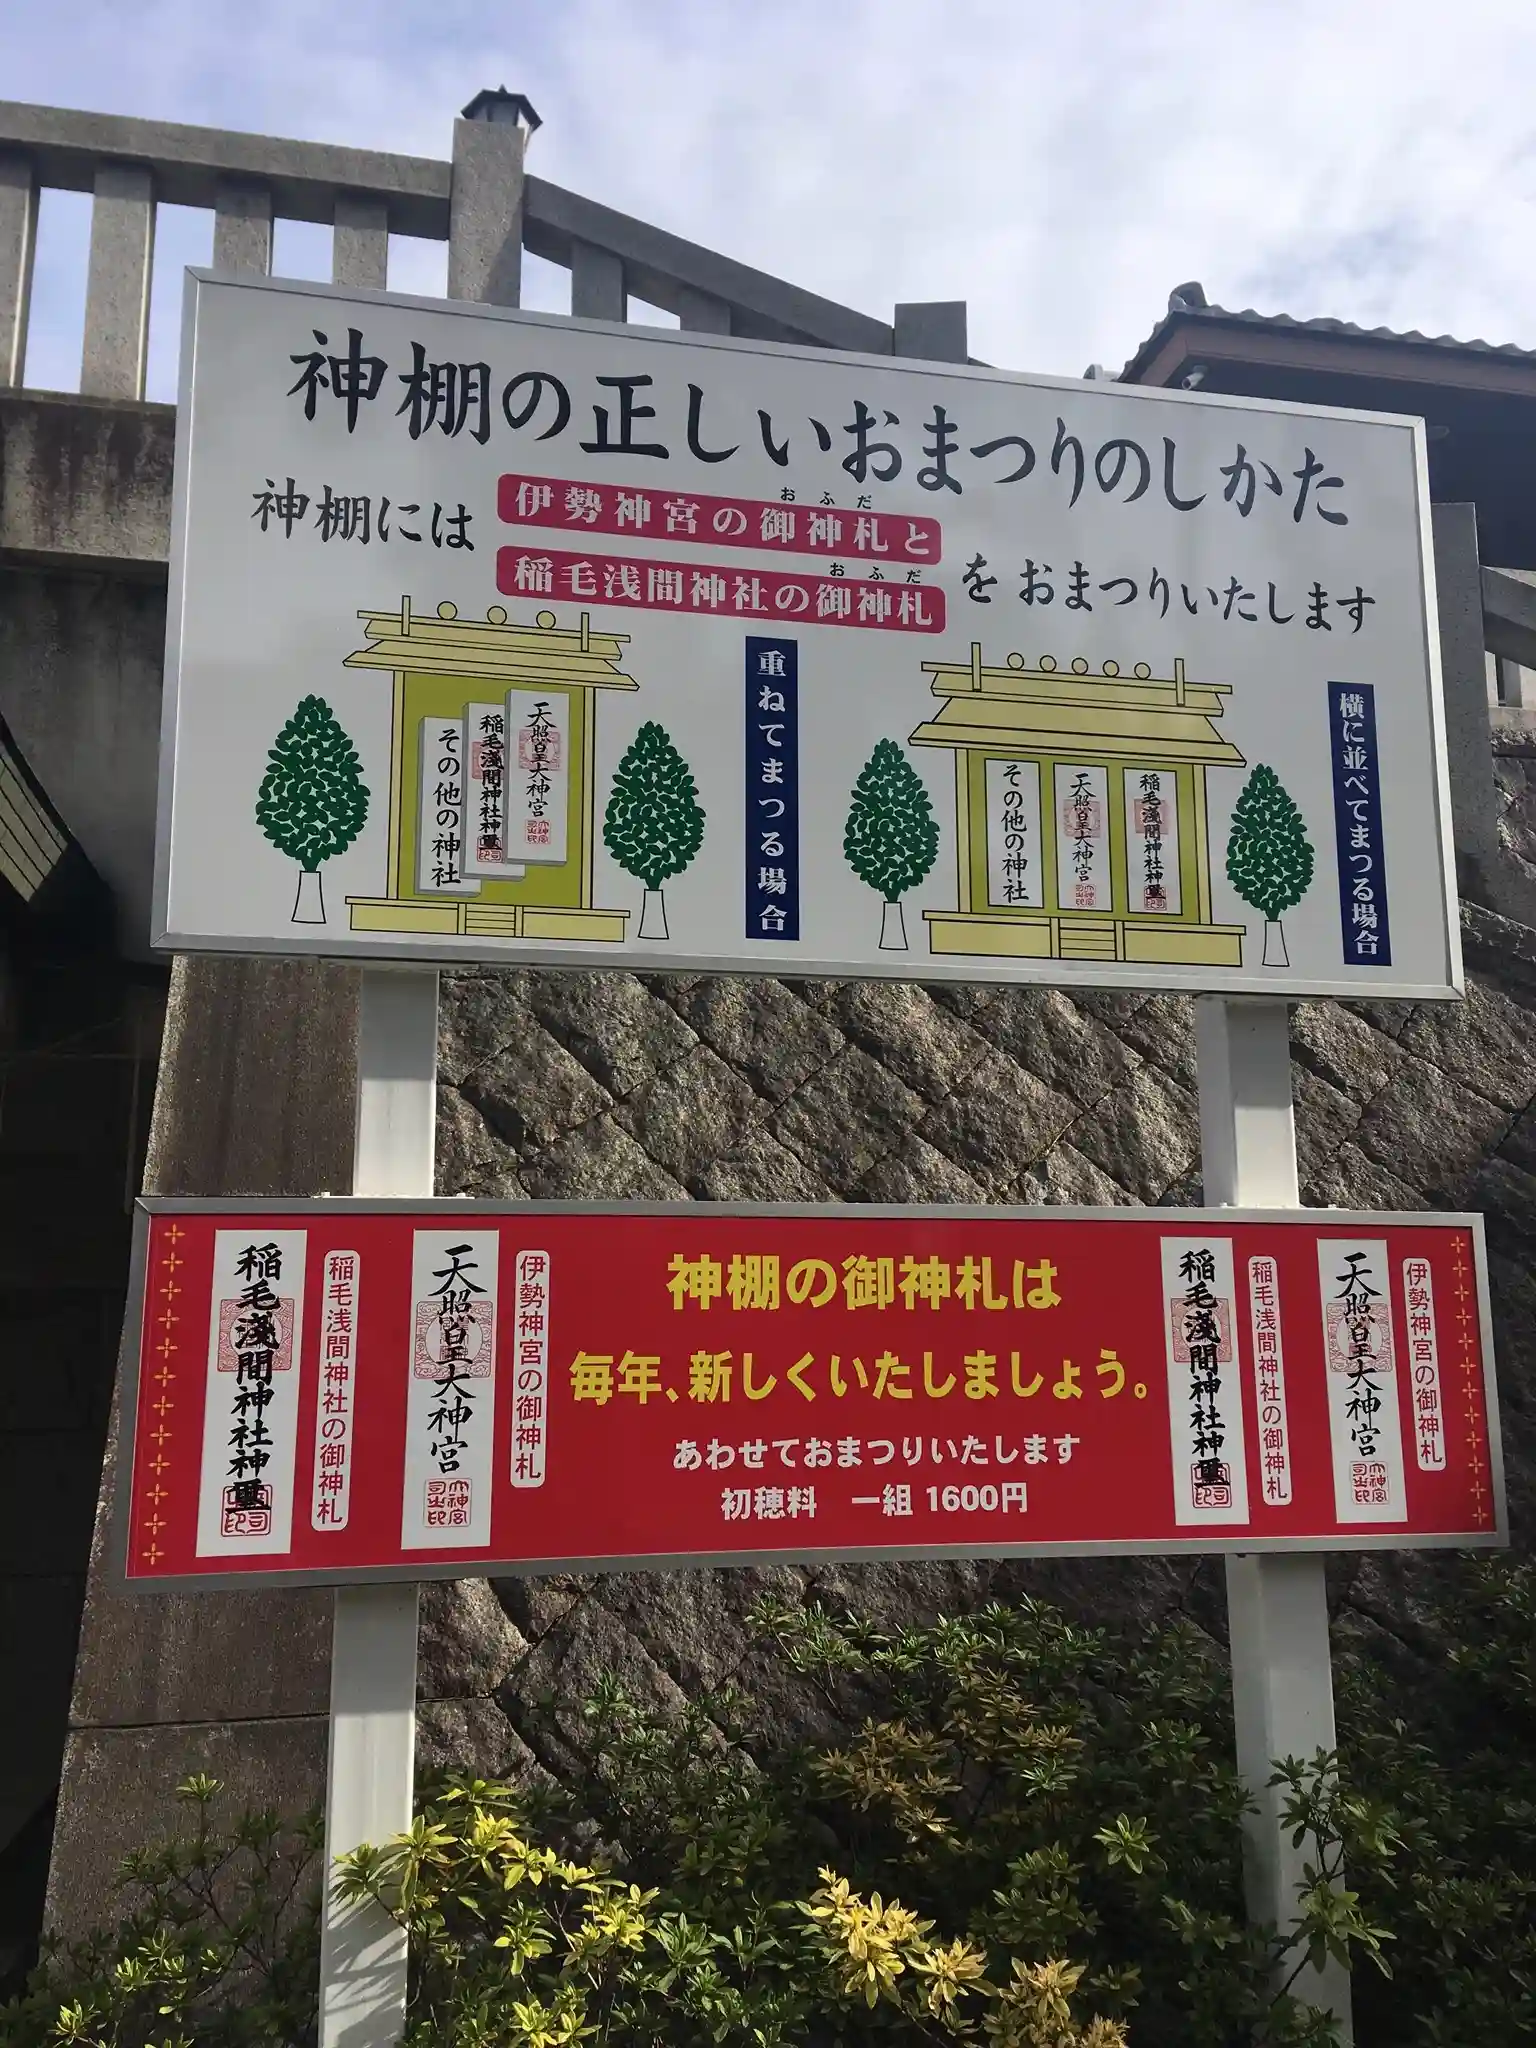 神棚の正しいおまつりのしかた
神棚には
おふだ
伊勢神宮の御神札と
おふだ
稲毛浅間神社の御神札
をおまつりいたします
その他の神社
稲毛淺間神社神璽
天照皇大神宮
重ねてまつる場合
その他の神社
天照皇大神宮
稲毛淺間神社神璽
横に並べてまつる場合
稲毛淺間神社神璽
稲毛浅間神社の御神札
天照皇大神宮
伊勢神宮の御神札
神棚の御神札は
毎年、新しくいたしましょう。
あわせておまつりいたします
初穂料 一組 1600円
稲毛淺間神社神璽
稲毛浅間神社の御神札
天照皇大神宮
伊勢神宮の御神札